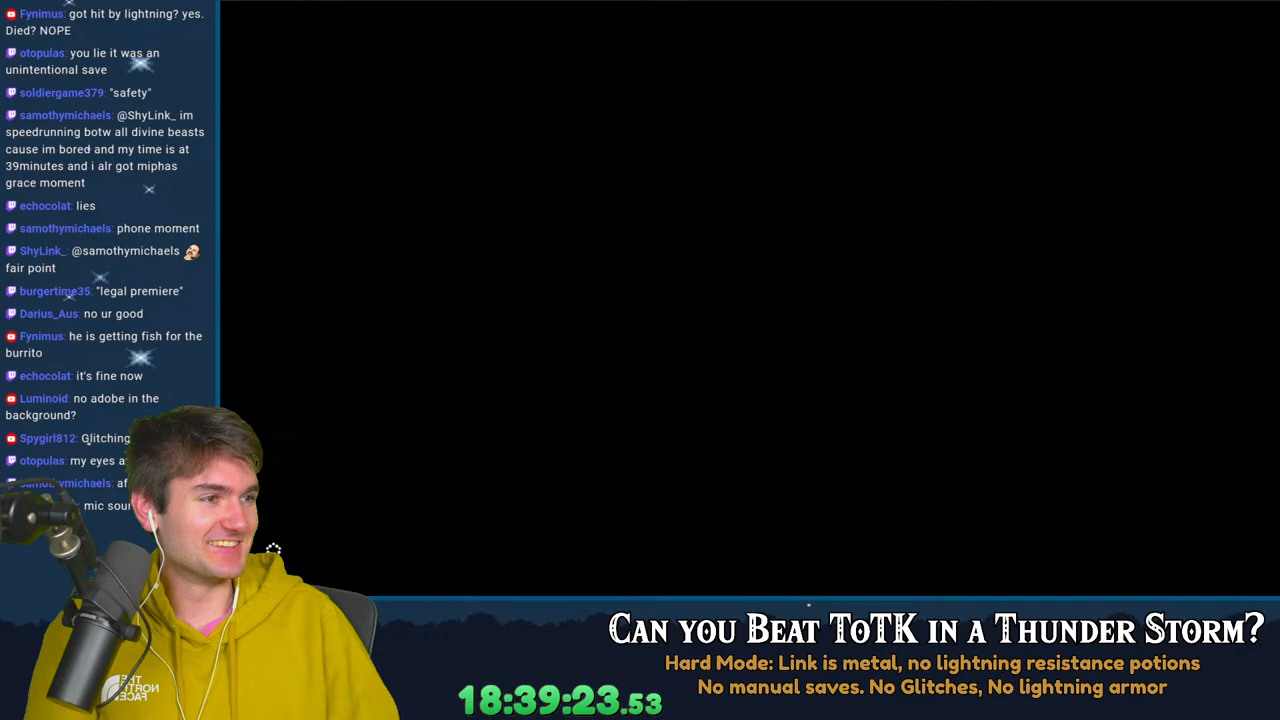 Fynimus: got hit by lightning? yes.
Died? NOPE
otopulas: you lie it was an
unintentional save
soldiergame379: "safety"
samothymichaels: @ShyLink_ im
speedrunning botw all divine beasts
cause im bored and my time is at
39minutes and i alr got miphas
grace moment
echocolat: lies
samothymichaels: phone moment
ShyLink_: @samothymichaels
fair point
burgertime35: "legal premiere"
Darius_Aus: no ur good
Fynimus: he is getting fish for the
burrito
echocolat: it's fine now
Luminoid: no adobe in the
background?
Spygirl812: Glitching
otopulas: my eyes
samothymichaels:
mic
THE
NORTH
FACE
CAN YOU BEAT TOTK IN A THUNDER STORM?
Hard Mode: Link is metal, no lightning resistance potions
No manual saves. No Glitches, No lightning armor
18:39:23.53